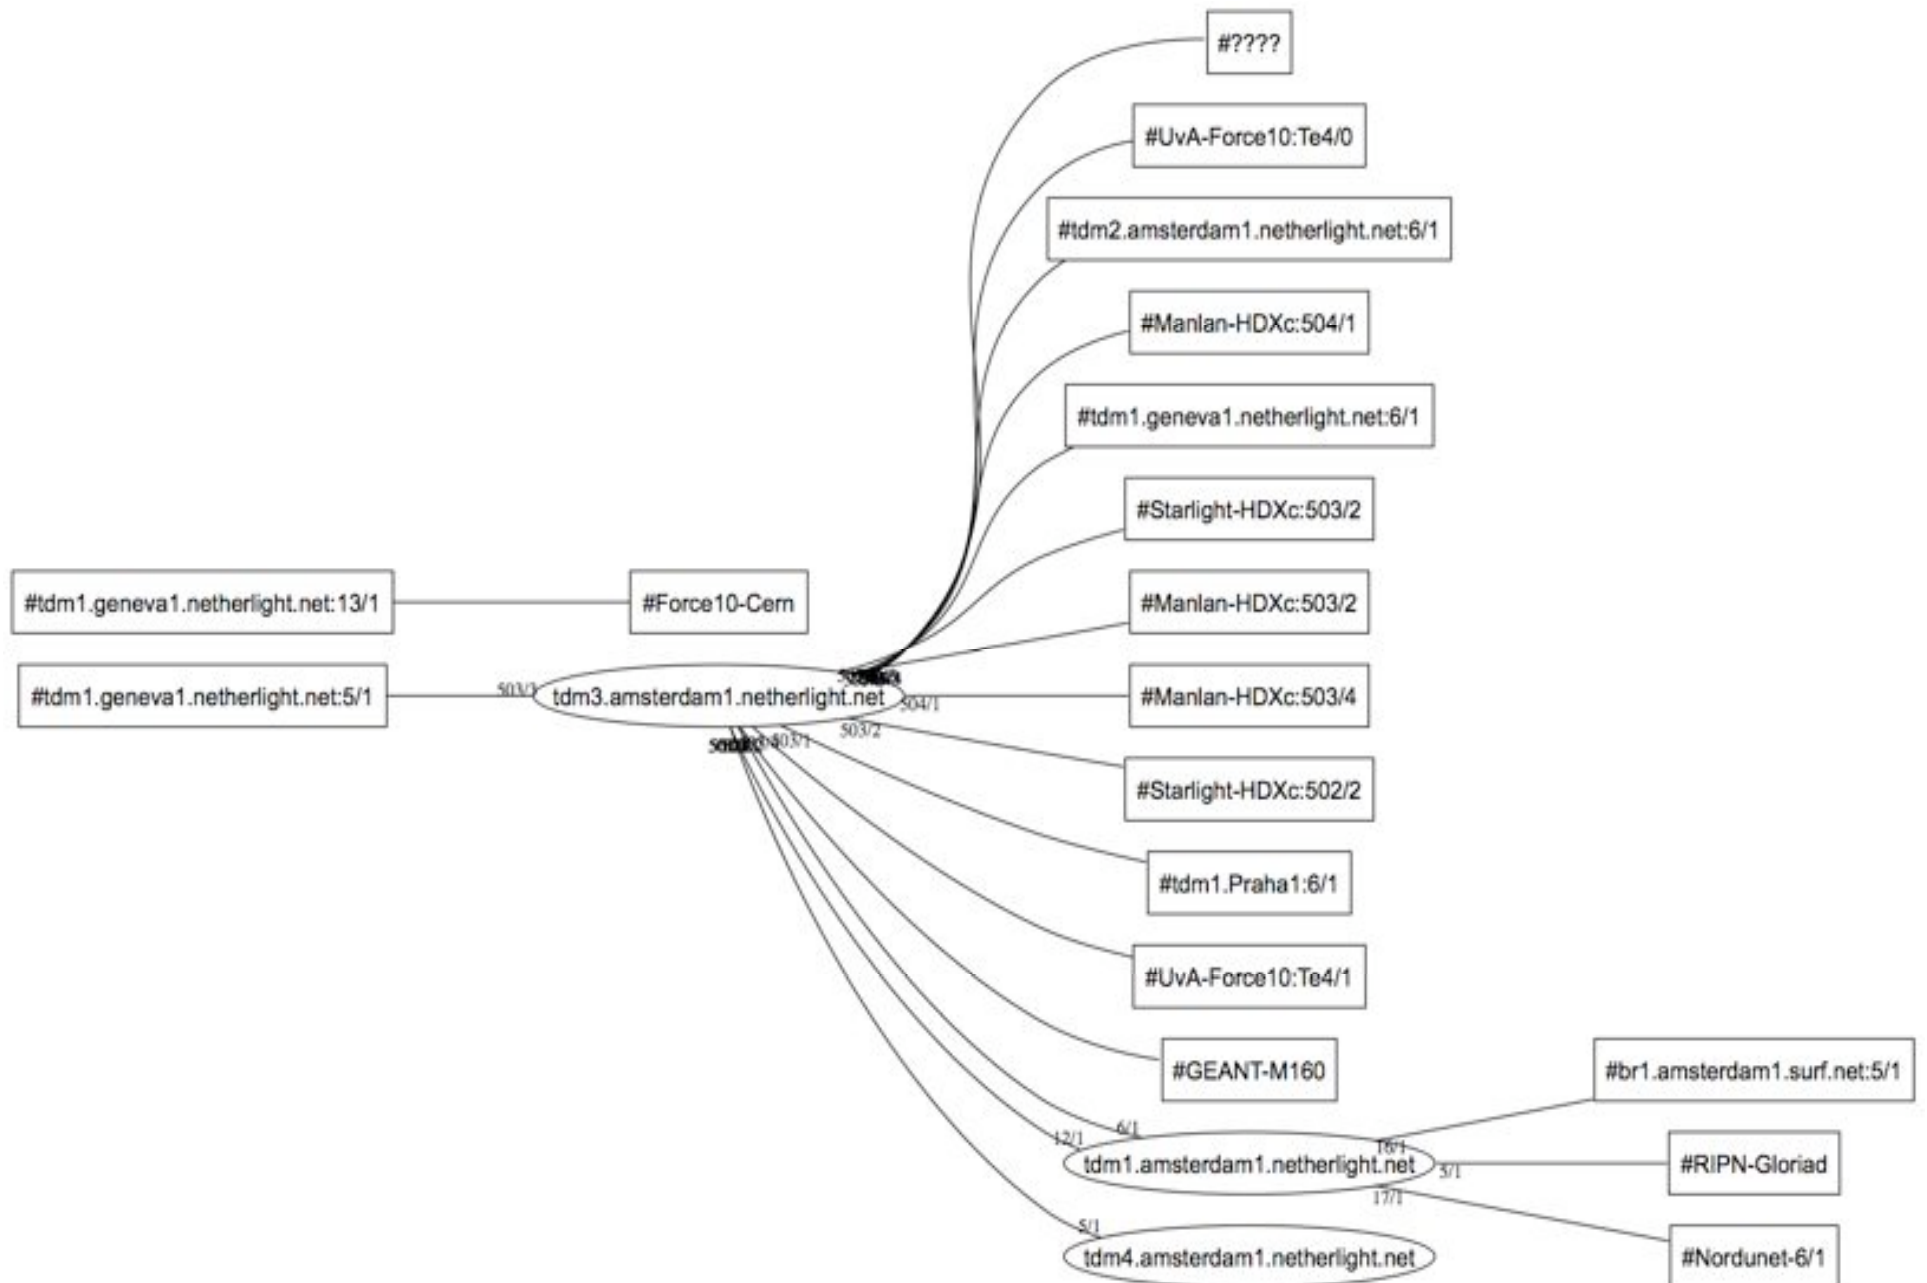 #????
#UvA-Force10:Te4/0
#tdm2.amsterdam1.netherlight.net:6/1
#Manlan-HDXc:504/1
#tdm1.geneva1.netherlight.net:6/1
#Starlight-HDXc:503/2
#tdm1.geneva1.netherlight.net:13/1
#Force10-Cern
#Manlan-HDXc:503/2
#tdm1.geneva1.netherlight.net:5/1
tdm3.amsterdam1.netherlight.net
504/1
#Manlan-HDXc:503/4
503/1
503/2
#Starlight-HDXc:502/2
#tdm1.Praha1:6/1
#UvA-Force10:Te4/1
#GEANT-M160
#br1.amsterdam1.surf.net:5/1
12/1
6/1
16/1
tdm1.amsterdam1.netherlight.net
5/1
#RIPN-Gloriad
17/1
5/1
tdm4.amsterdam1.netherlight.net
#Nordunet-6/1